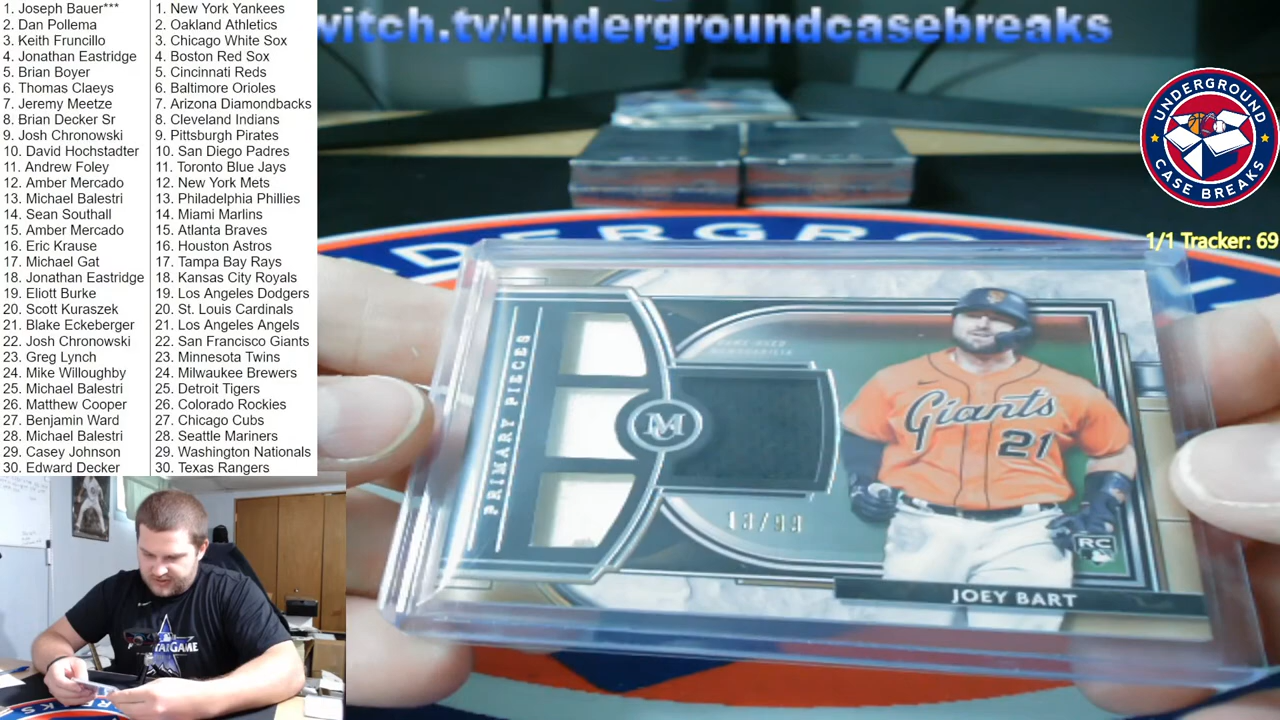 1. Joseph Bauer***
2. Dan Pollema
3. Keith Fruncillo
4. Jonathan Eastridge
5. Brian Boyer
6. Thomas Claeys
7. Jeremy Meetze
8. Brian Decker Sr
9. Josh Chronowski
10. David Hochstadter
11. Andrew Foley
12. Amber Mercado
13. Michael Balestri
14. Sean Southall
15. Amber Mercado
16. Eric Krause
17. Michael Gat
18. Jonathan Eastridge
19. Eliott Burke
20. Scott Kuraszek
21. Blake Eckeberger
22. Josh Chronowski
23. Greg Lynch
24. Mike Willoughby
25. Michael Balestri
26. Matthew Cooper
27. Benjamin Ward
28. Michael Balestri
29. Casey Johnson
30. Edward Decker
1. New York Yankees
2. Oakland Athletics
3. Chicago White Sox
4. Boston Red Sox
5. Cincinnati Reds
6. Baltimore Orioles
7. Arizona Diamondbacks
8. Cleveland Indians
9. Pittsburgh Pirates
10. San Diego Padres
11. Toronto Blue Jays
12. New York Mets
13. Philadelphia Phillies
14. Miami Marlins
15. Atlanta Braves
16. Houston Astros
17. Tampa Bay Rays
18. Kansas City Royals
19. Los Angeles Dodgers
20. St. Louis Cardinals
21. Los Angeles Angels
22. San Francisco Giants
23. Minnesota Twins
24. Milwaukee Brewers
25. Detroit Tigers
26. Colorado Rockies
27. Chicago Cubs
28. Seattle Mariners
29. Washington Nationals
30. Texas Rangers
witch.tv/undergroundcasebreaks
UNDERGROUND
CASE BREAKS
1/1 Tracker: 69
PRIMARY PIECES
GAME-USED
MEMORABILIA
M
13/99
Giants
21
RC
JOEY BART